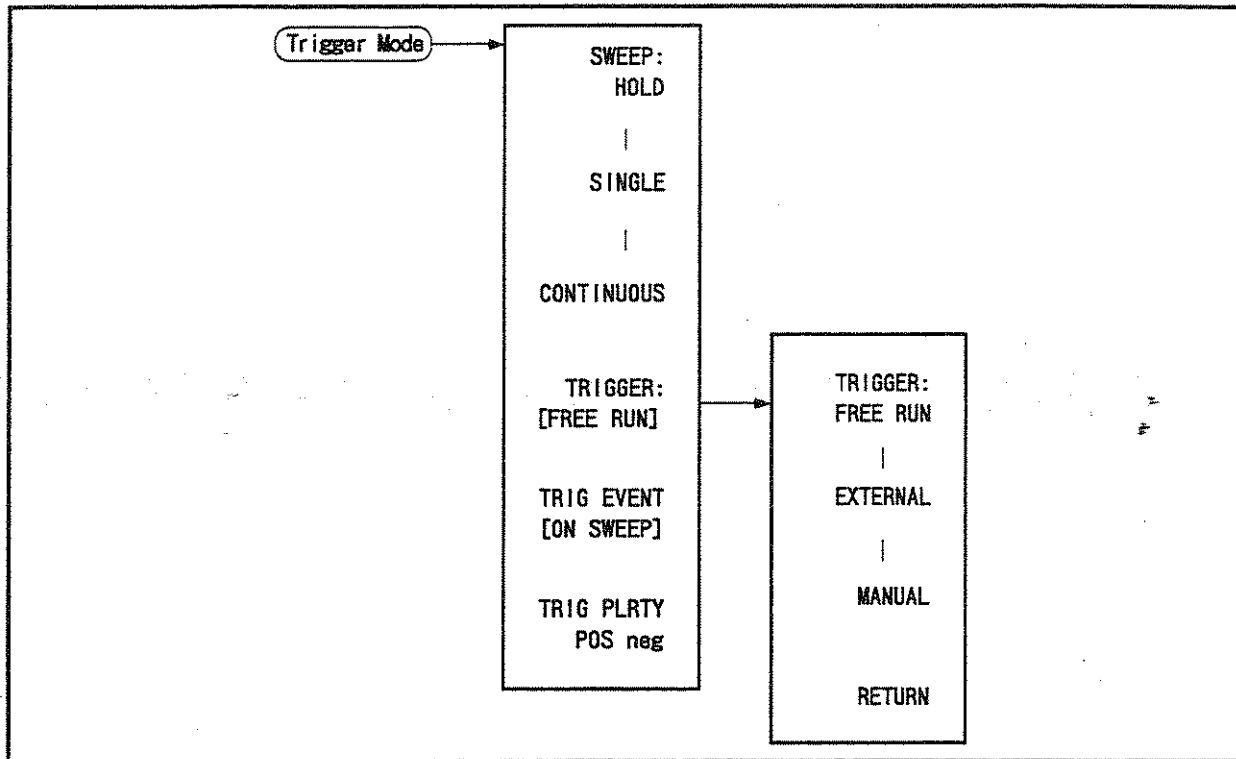 Trigger Mode
SWEEP:
HOLD
SINGLE
CONTINUOUS
TRIGGER:
[FREE RUN]
TRIG EVENT
[ON SWEEP]
TRIG PLRTY
POS neg
TRIGGER:
FREE RUN
EXTERNAL
MANUAL
RETURN